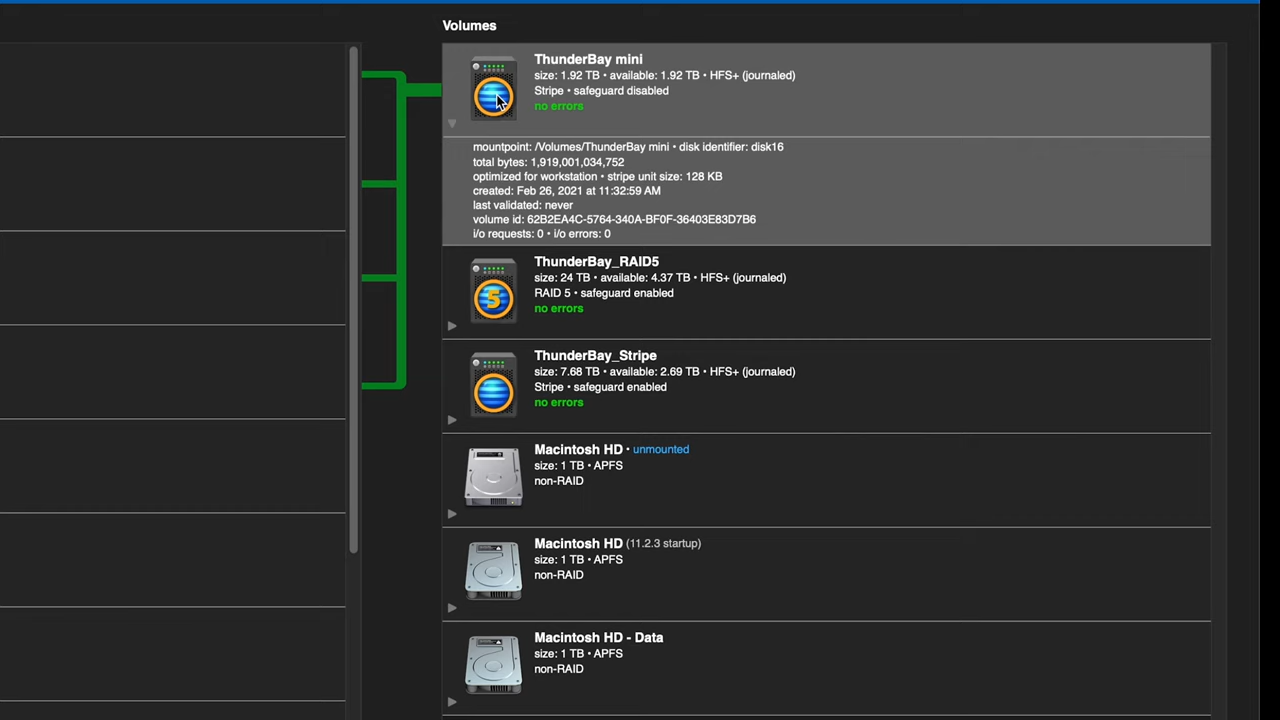 Volumes
ThunderBay mini
size: 1.92 TB • available: 1.92 TB • HFS+ (journaled)
Stripe • safeguard disabled
no errors
mountpoint: /Volumes/ThunderBay mini • disk identifier: disk16
total bytes: 1,919,001,034,752
optimized for workstation • stripe unit size: 128 KB
created: Feb 26, 2021 at 11:32:59 AM
last validated: never
volume id: 62B2EA4C-5764-340A-BF0F-36403E83D7B6
i/o requests: 0 • i/o errors: 0
ThunderBay_RAID5
size: 24 TB • available: 4.37 TB • HFS+ (journaled)
RAID 5 • safeguard enabled
no errors
5
ThunderBay_Stripe
size: 7.68 TB • available: 2.69 TB • HFS+ (journaled)
Stripe • safeguard enabled
no errors
Macintosh HD • unmounted
size: 1 TB • APFS
non-RAID
Macintosh HD (11.2.3 startup)
size: 1 TB • APFS
non-RAID
Macintosh HD - Data
size: 1 TB • APFS
non-RAID